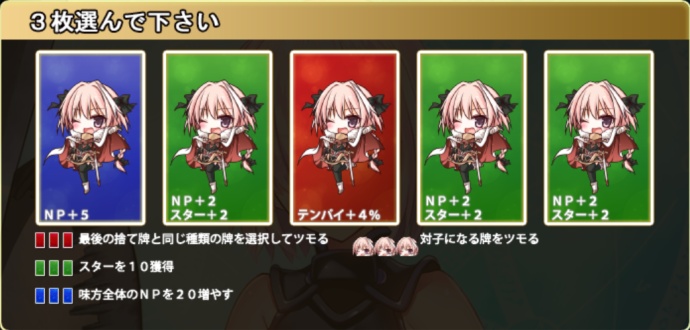 ３枚選んで下さい
ＮＰ＋５
ＮＰ＋２
スター＋２
テンパイ＋４％
ＮＰ＋２
スター＋２
ＮＰ＋２
スター＋２
最後の捨て牌と同じ種類の牌を選択してツモる
対子になる牌をツモる
スターを１０獲得
味方全体のＮＰを２０増やす